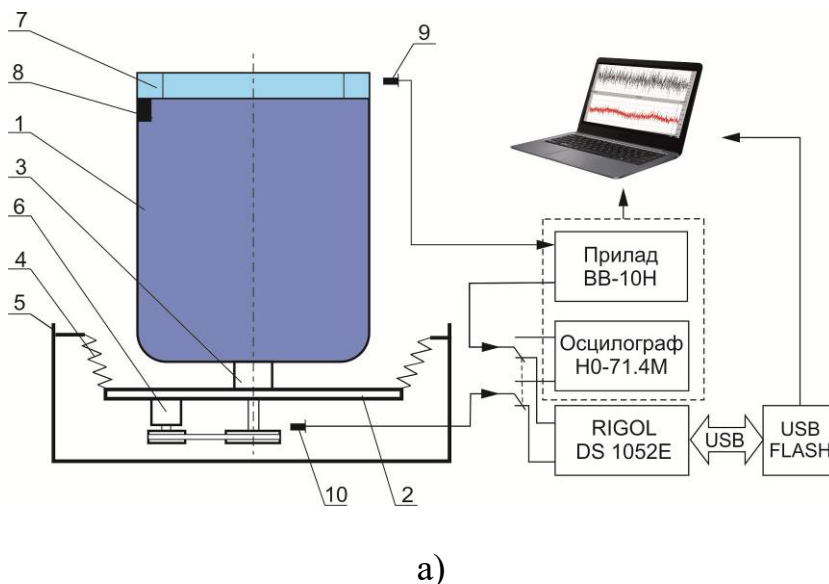 7
8
1
3
6
4
5
9
Прилад
ВВ-10Н
Осцилограф
Н0-71.4М
RIGOL
DS 1052E
USB
USB
FLASH
10
2
а)